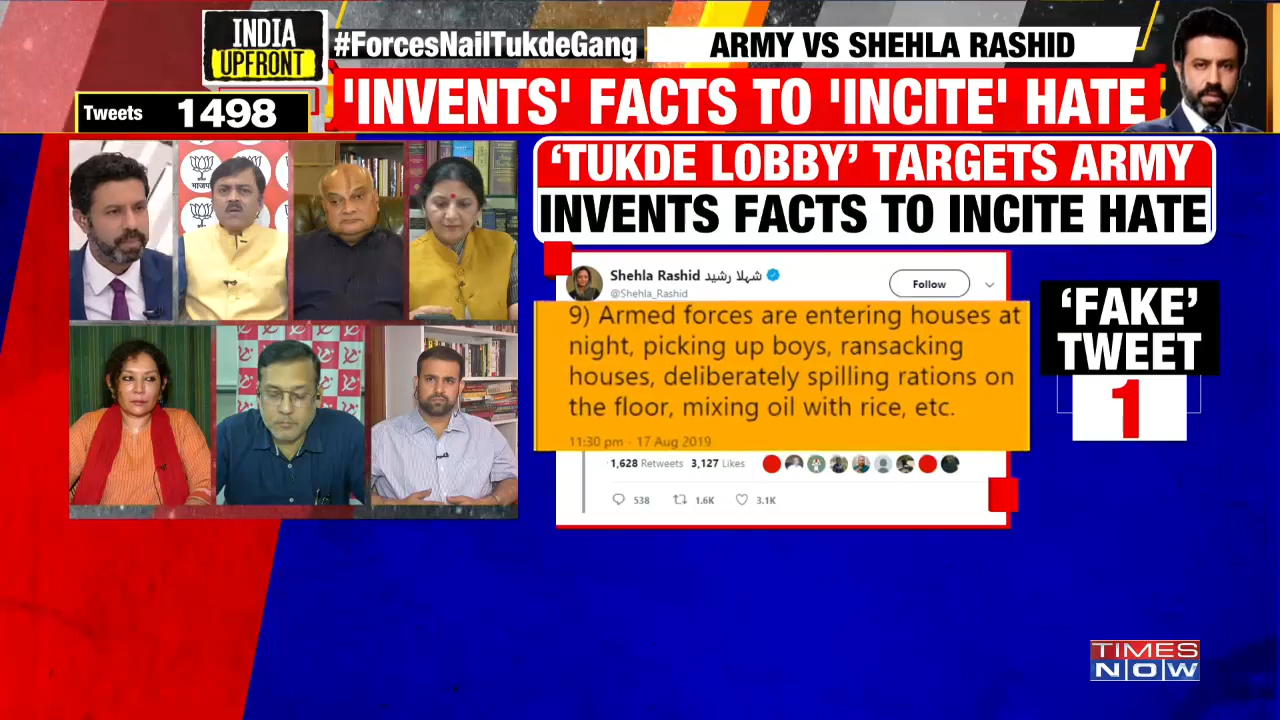 INDIA
UPFRONT
#ForcesNailTukdeGang
ARMY VS SHEHLA RASHID
Tweets 1498
'INVENTS' FACTS TO 'INCITE' HATE
भाजपा
‘TUKDE LOBBY’ TARGETS ARMY
INVENTS FACTS TO INCITE HATE
Shehla Rashid شہلا رشید
@Shehla_Rashid
Follow
9) Armed forces are entering houses at
night, picking up boys, ransacking
houses, deliberately spilling rations on
the floor, mixing oil with rice, etc.
11:30 pm - 17 Aug 2019
1,628 Retweets 3,127 Likes
538 1.6K 3.1K
‘FAKE’
TWEET
1
TIMES
NOW